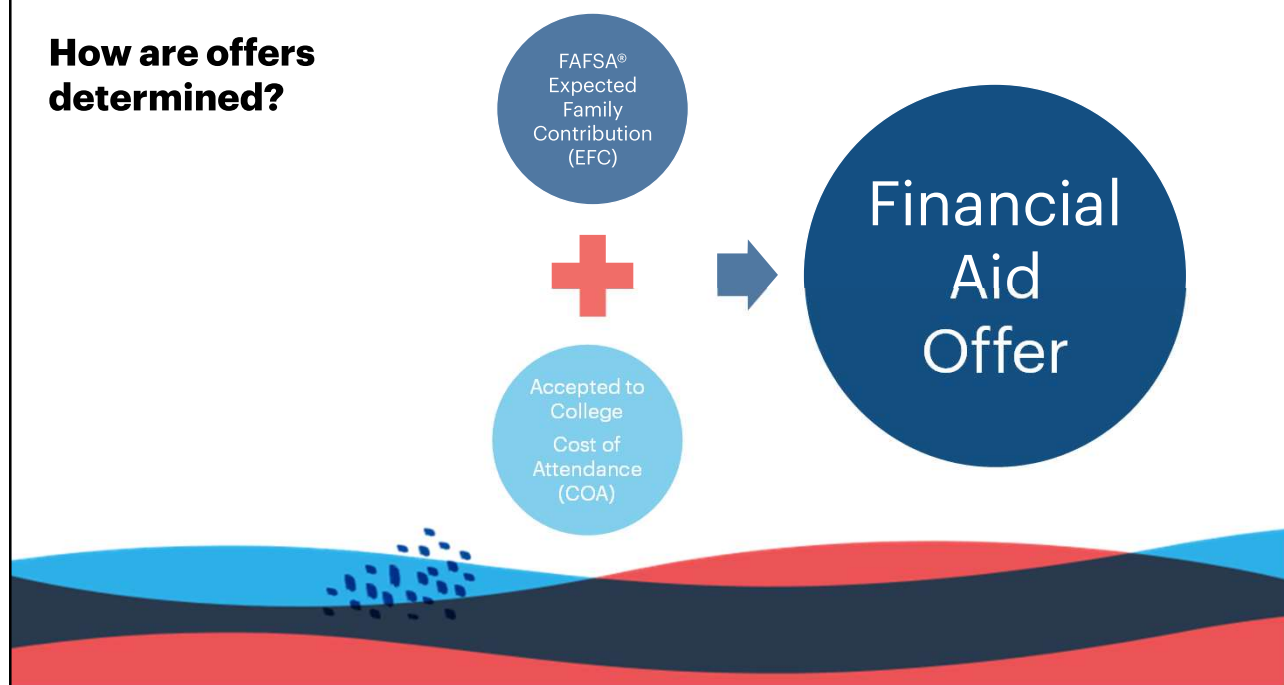 How are offers
determined?
FAFSA®
Expected
Family
Contribution
(EFC)
Accepted to
College
Cost of
Attendance
(COA)
Financial
Aid
Offer